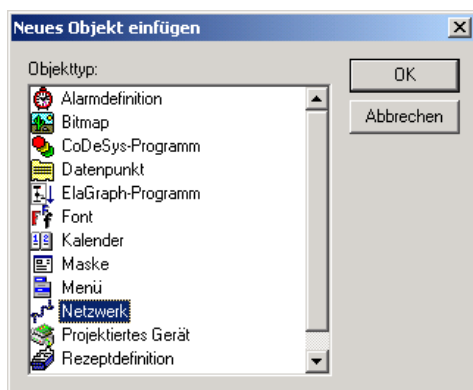 Neues Objekt einfügen
Objekttyp:
OK
Abbrechen
Alarmdefinition
Bitmap
CoDeSys-Programm
Datenpunkt
ElaGraph-Programm
Font
Kalender
Maske
Menü
Netzwerk
Projektiertes Gerät
Rezeptdefinition